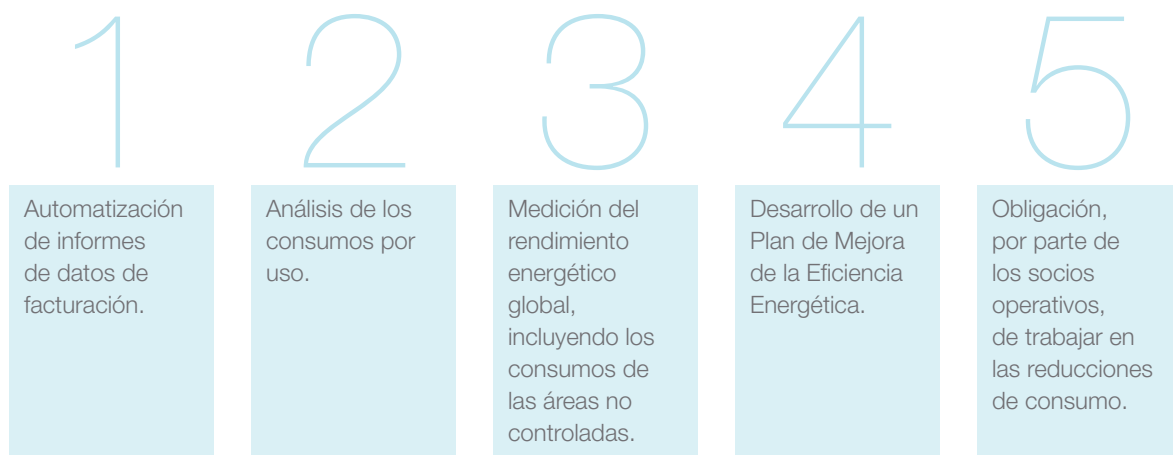 1
Automatización
de informes
de datos de
facturación.
2
Análisis de los
consumos por
uso.
3
Medición del
rendimiento
energético
global,
incluyendo los
consumos de
las áreas no
controladas.
4
Desarrollo de un
Plan de Mejora
de la Eficiencia
Energética.
5
Obligación,
por parte de
los socios
operativos,
de trabajar en
las reducciones
de consumo.